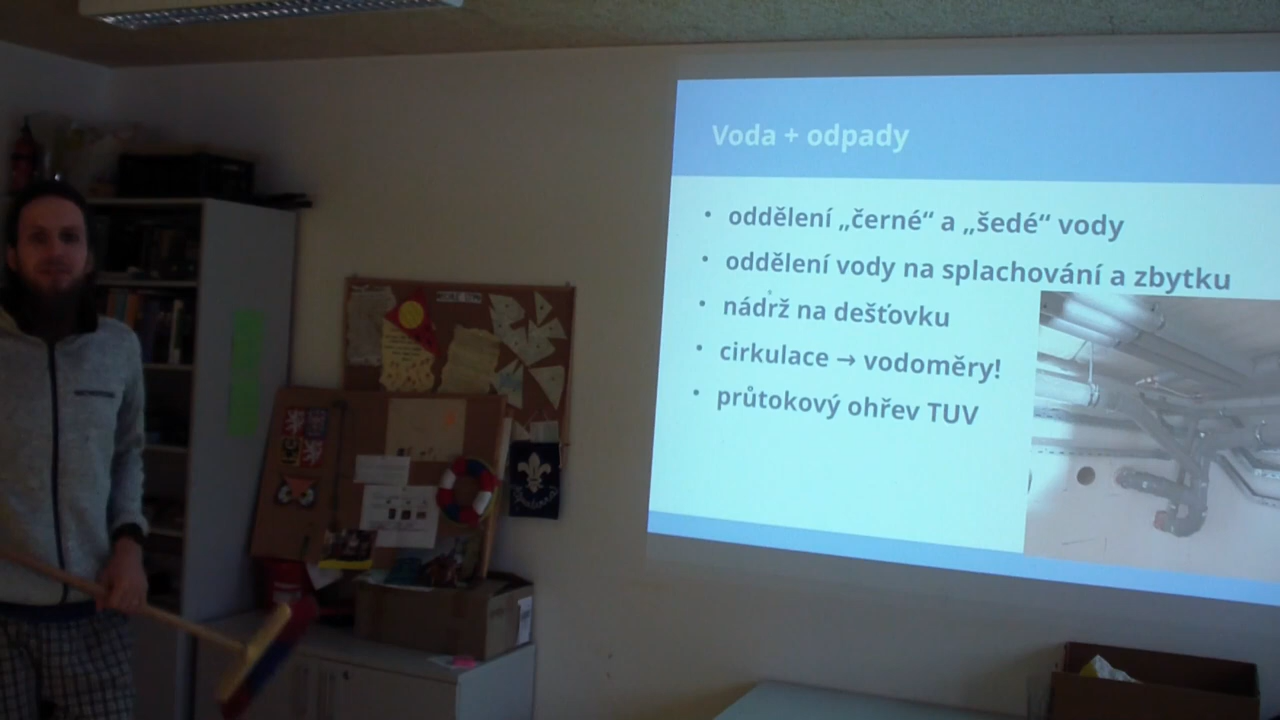 Voda + odpady
• oddělení „černé“ a „šedé“ vody
• oddělení vody na splachování a zbytku
• nádrž na dešťovku
• cirkulace → vodoměry!
• průtokový ohřev TUV